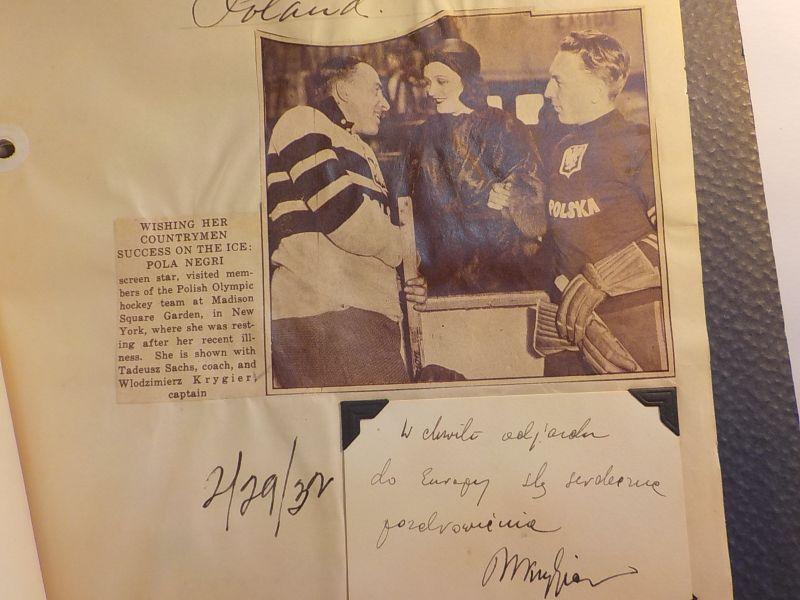 Poland.
POLSKA
WISHING HER
COUNTRYMEN
SUCCESS ON THE ICE:
POLA NEGRI
screen star, visited mem-
bers of the Polish Olympic
hockey team at Madison
Square Garden, in New
York, where she was rest-
ing after her recent ill-
ness. She is shown with
Tadeusz Sachs, coach, and
Wlodzimierz Krygier,
captain
2/29/32
W chwili odjazdu
do Europy ślę serdeczne
pozdrowienia
WKrygier